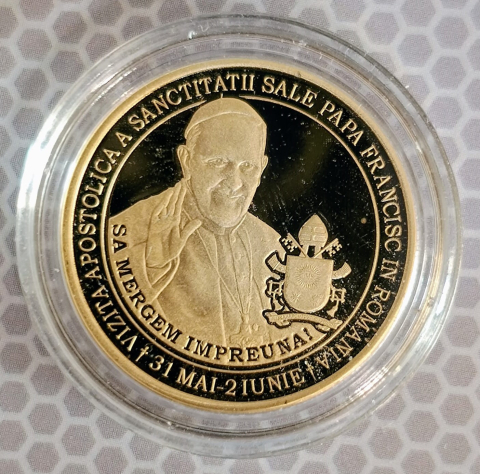 VIZITA APOSTOLICA A SANCTITATII SALE PAPA FRANCISC IN ROMANIA
31 MAI-2 IUNIE
SA MERGEM IMPREUNA!